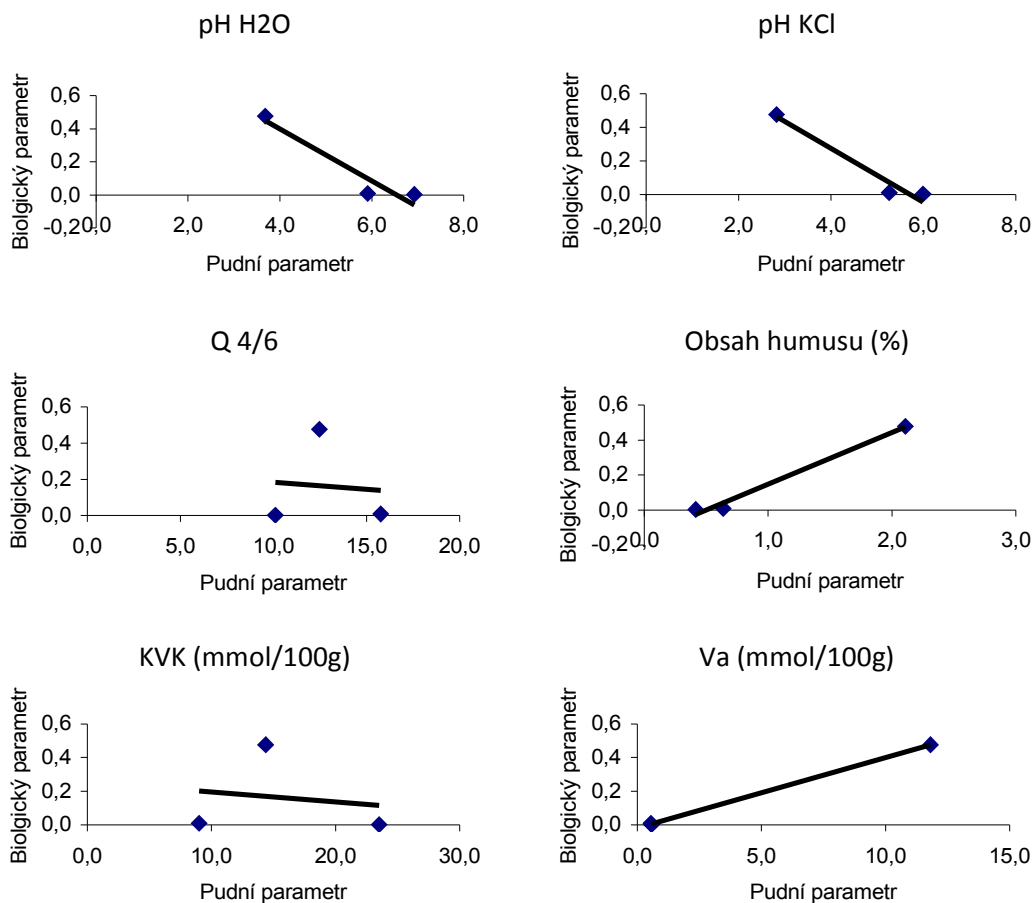 pH H2O
Biolgický parametr
0,6
0,4
0,2
0,0
-0,2
0,0 2,0 4,0 6,0 8,0
Pudní parametr
pH KCl
Biolgický parametr
0,6
0,4
0,2
0,0
-0,2
0,0 2,0 4,0 6,0 8,0
Pudní parametr
Q 4/6
Biolgický parametr
0,6
0,4
0,2
0,0
0,0 5,0 10,0 15,0 20,0
Pudní parametr
Obsah humusu (%)
Biolgický parametr
0,6
0,4
0,2
0,0
-0,2
0,0 1,0 2,0 3,0
Pudní parametr
KVK (mmol/100g)
Biolgický parametr
0,6
0,4
0,2
0,0
0,0 10,0 20,0 30,0
Pudní parametr
Va (mmol/100g)
Biolgický parametr
0,6
0,4
0,2
0,0
0,0 5,0 10,0 15,0
Pudní parametr